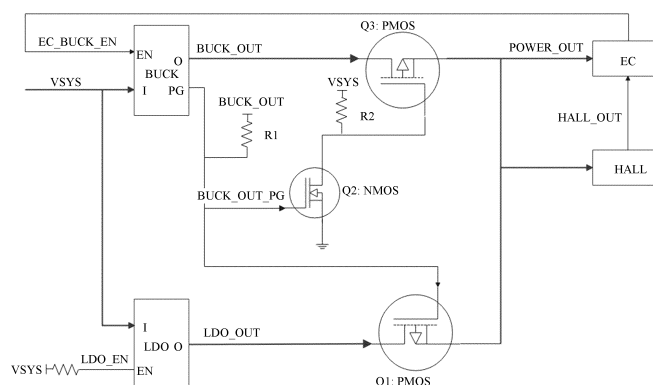 Q3: PMOS
EC_BUCK_EN
EN
O
BUCK_OUT
POWER_OUT
EC
VSYS
BUCK
I
PG
VSYS
BUCK_OUT
R1
R2
HALL_OUT
HALL
Q2: NMOS
BUCK_OUT_PG
I
LDO_OUT
LDO O
VSYS
LDO_EN
EN
Q1: PMOS